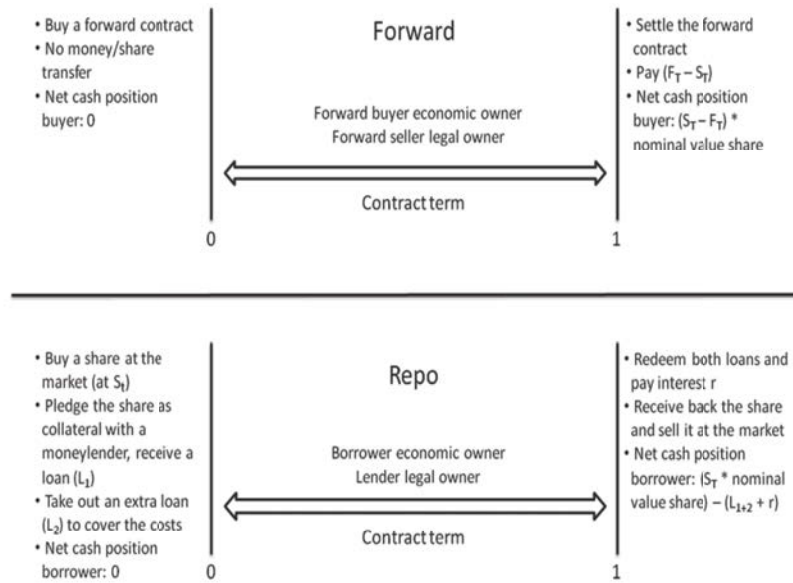 • Buy a forward contract
• No money/share
transfer
• Net cash position
buyer: 0
Forward
Forward buyer economic owner
Forward seller legal owner
Contract term
0
1
• Settle the forward
contract
• Pay (F_T – S_T)
• Net cash position
buyer: (S_T – F_T) *
nominal value share
• Buy a share at the
market (at S_t)
• Pledge the share as
collateral with a
moneylender, receive a
loan (L_1)
• Take out an extra loan
(L_2) to cover the costs
• Net cash position
borrower: 0
Repo
Borrower economic owner
Lender legal owner
Contract term
0
1
• Redeem both loans and
pay interest r
• Receive back the share
and sell it at the market
• Net cash position
borrower: (S_T * nominal
value share) – (L_1+2 + r)